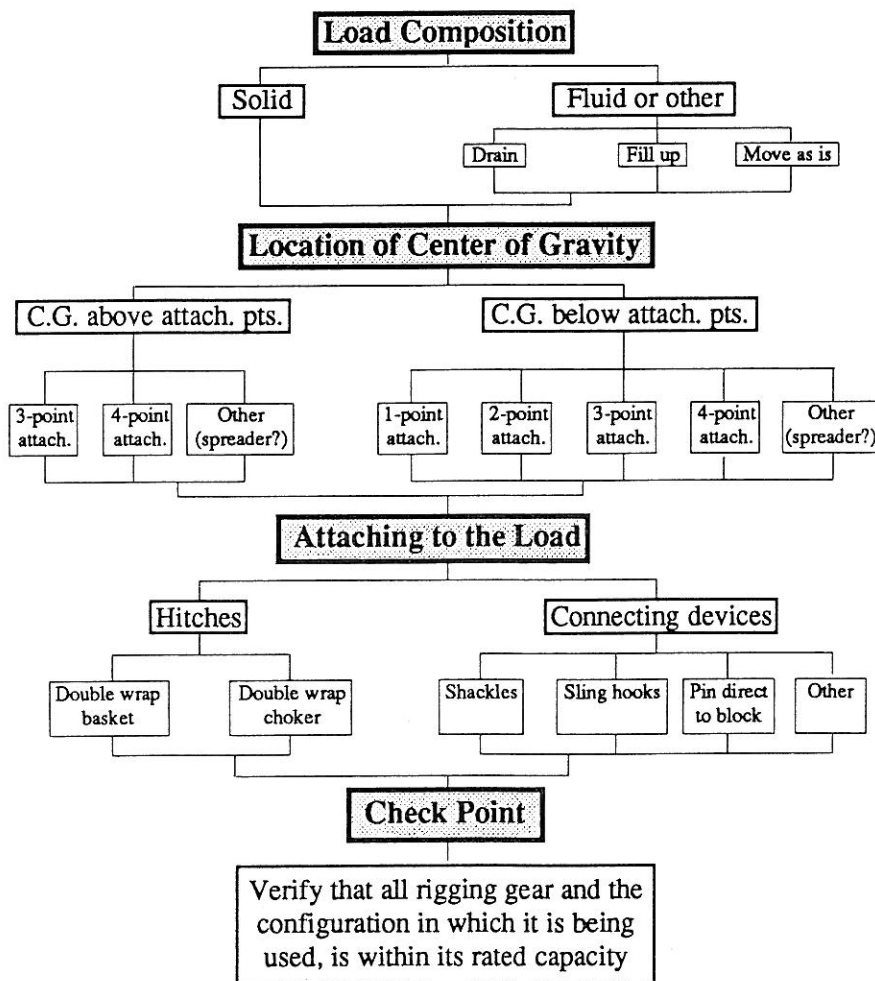 Load Composition
Solid
Fluid or other
Drain
Fill up
Move as is
Location of Center of Gravity
C.G. above attach. pts.
C.G. below attach. pts.
3-point
attach.
4-point
attach.
Other
(spreader?)
1-point
attach.
2-point
attach.
3-point
attach.
4-point
attach.
Other
(spreader?)
Attaching to the Load
Hitches
Connecting devices
Double wrap
basket
Double wrap
choker
Shackles
Sling hooks
Pin direct
to block
Other
Check Point
Verify that all rigging gear and the
configuration in which it is being
used, is within its rated capacity